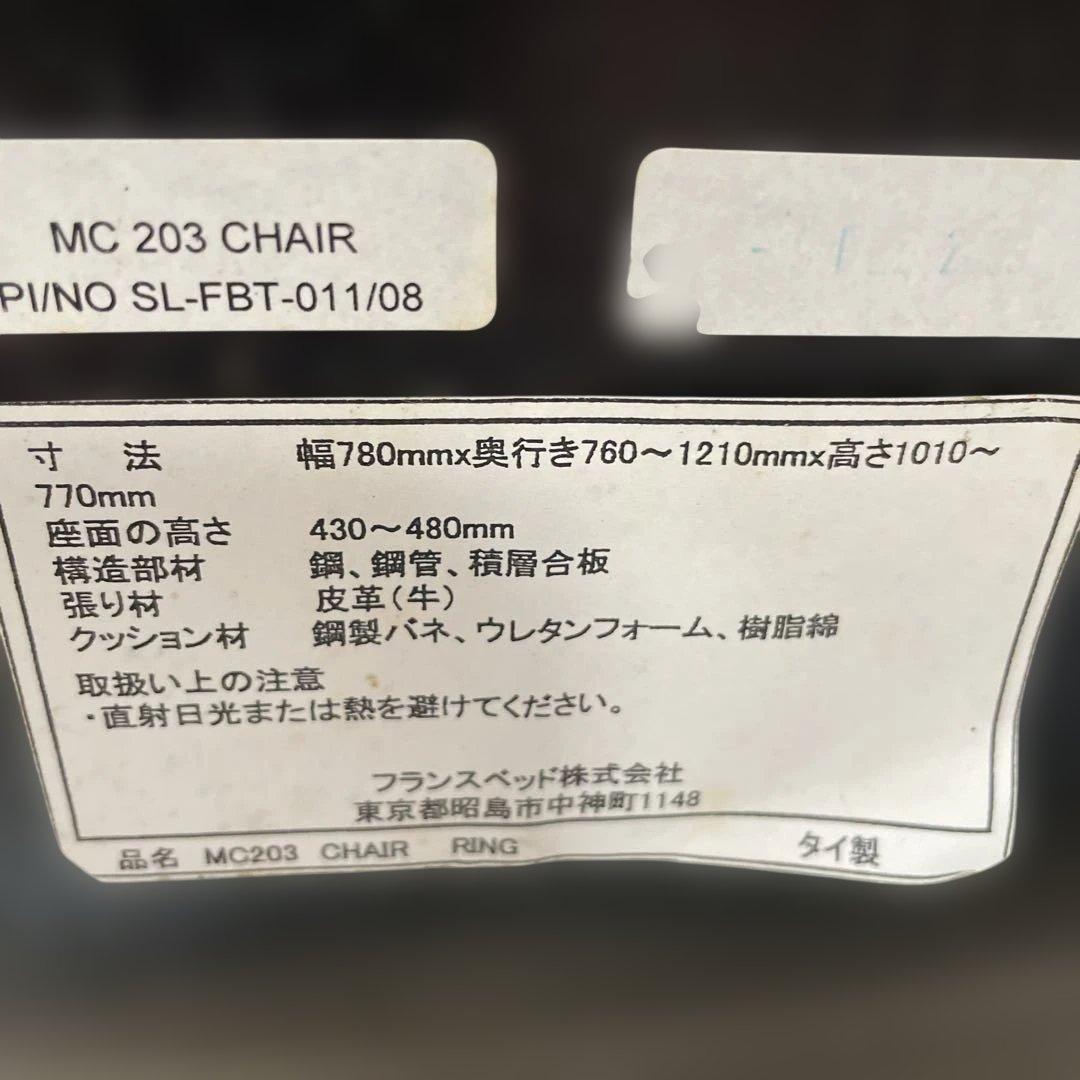 MC 203 CHAIR
PI/NO SL-FBT-011/08
寸　法　幅780mmx奥行き760～1210mmx高さ1010～
770mm
座面の高さ　430～480mm
構造部材　鋼、鋼管、積層合板
張り材　皮革(牛)
クッション材　鋼製バネ、ウレタンフォーム、樹脂綿
取扱い上の注意
・直射日光または熱を避けてください。
フランスベッド株式会社
東京都昭島市中神町1148
品名　MC203　CHAIR　RING　タイ製